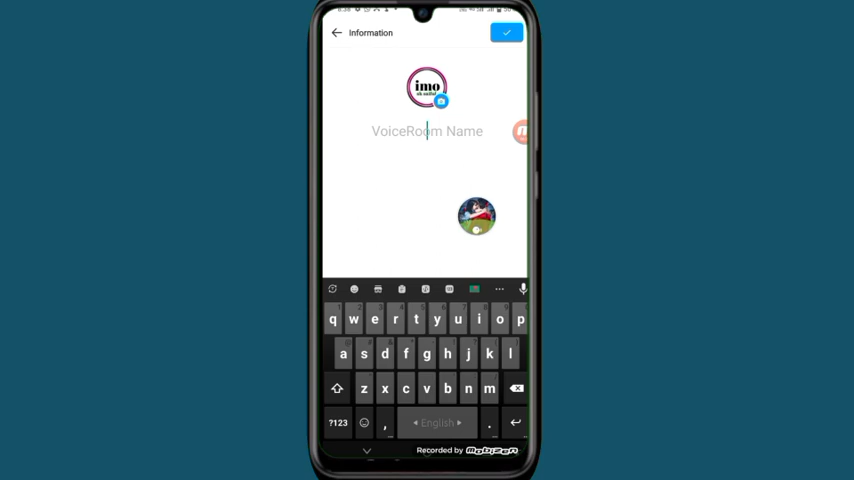 Information
imo
VoiceRoom Name
q w e r t y u i o p
a s d f g h j k l
z x c v b n m
?123 , English .
Recorded by mobizen